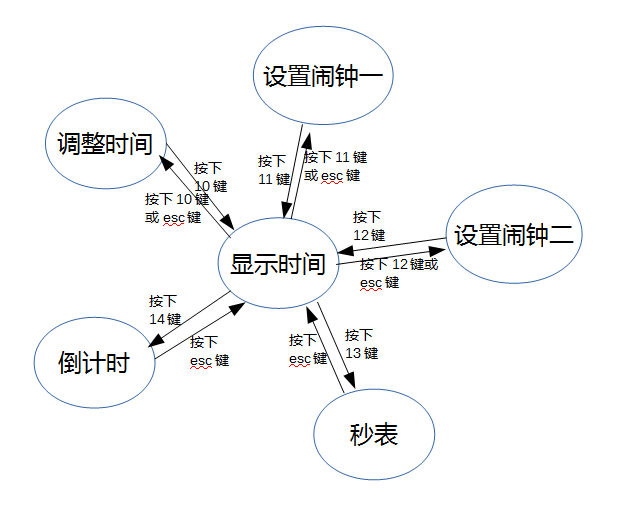 设置闹钟一
调整时间
按下
10 键
按下 10 键
或 esc 键
按下
11 键
按下 11 键
或 esc 键
设置闹钟二
按下
12 键
按下 12 键或
esc 键
显示时间
按下
14 键
按下
esc 键
倒计时
按下
esc 键
按下
13 键
秒表